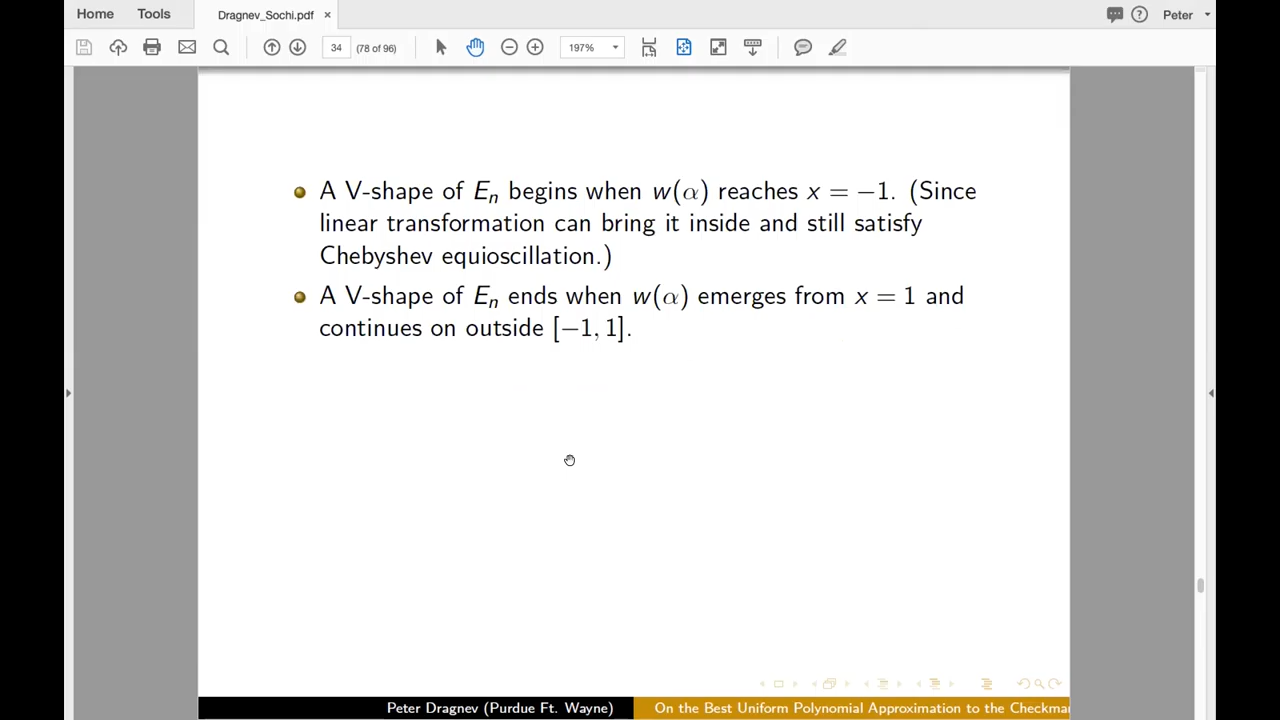 Home Tools Dragnev_Sochi.pdf × Peter
34 (78 of 96) 197%
A V-shape of Eₙ begins when w(α) reaches x = −1. (Since
linear transformation can bring it inside and still satisfy
Chebyshev equioscillation.)
A V-shape of Eₙ ends when w(α) emerges from x = 1 and
continues on outside [−1, 1].
Peter Dragnev (Purdue Ft. Wayne) On the Best Uniform Polynomial Approximation to the Checkmar